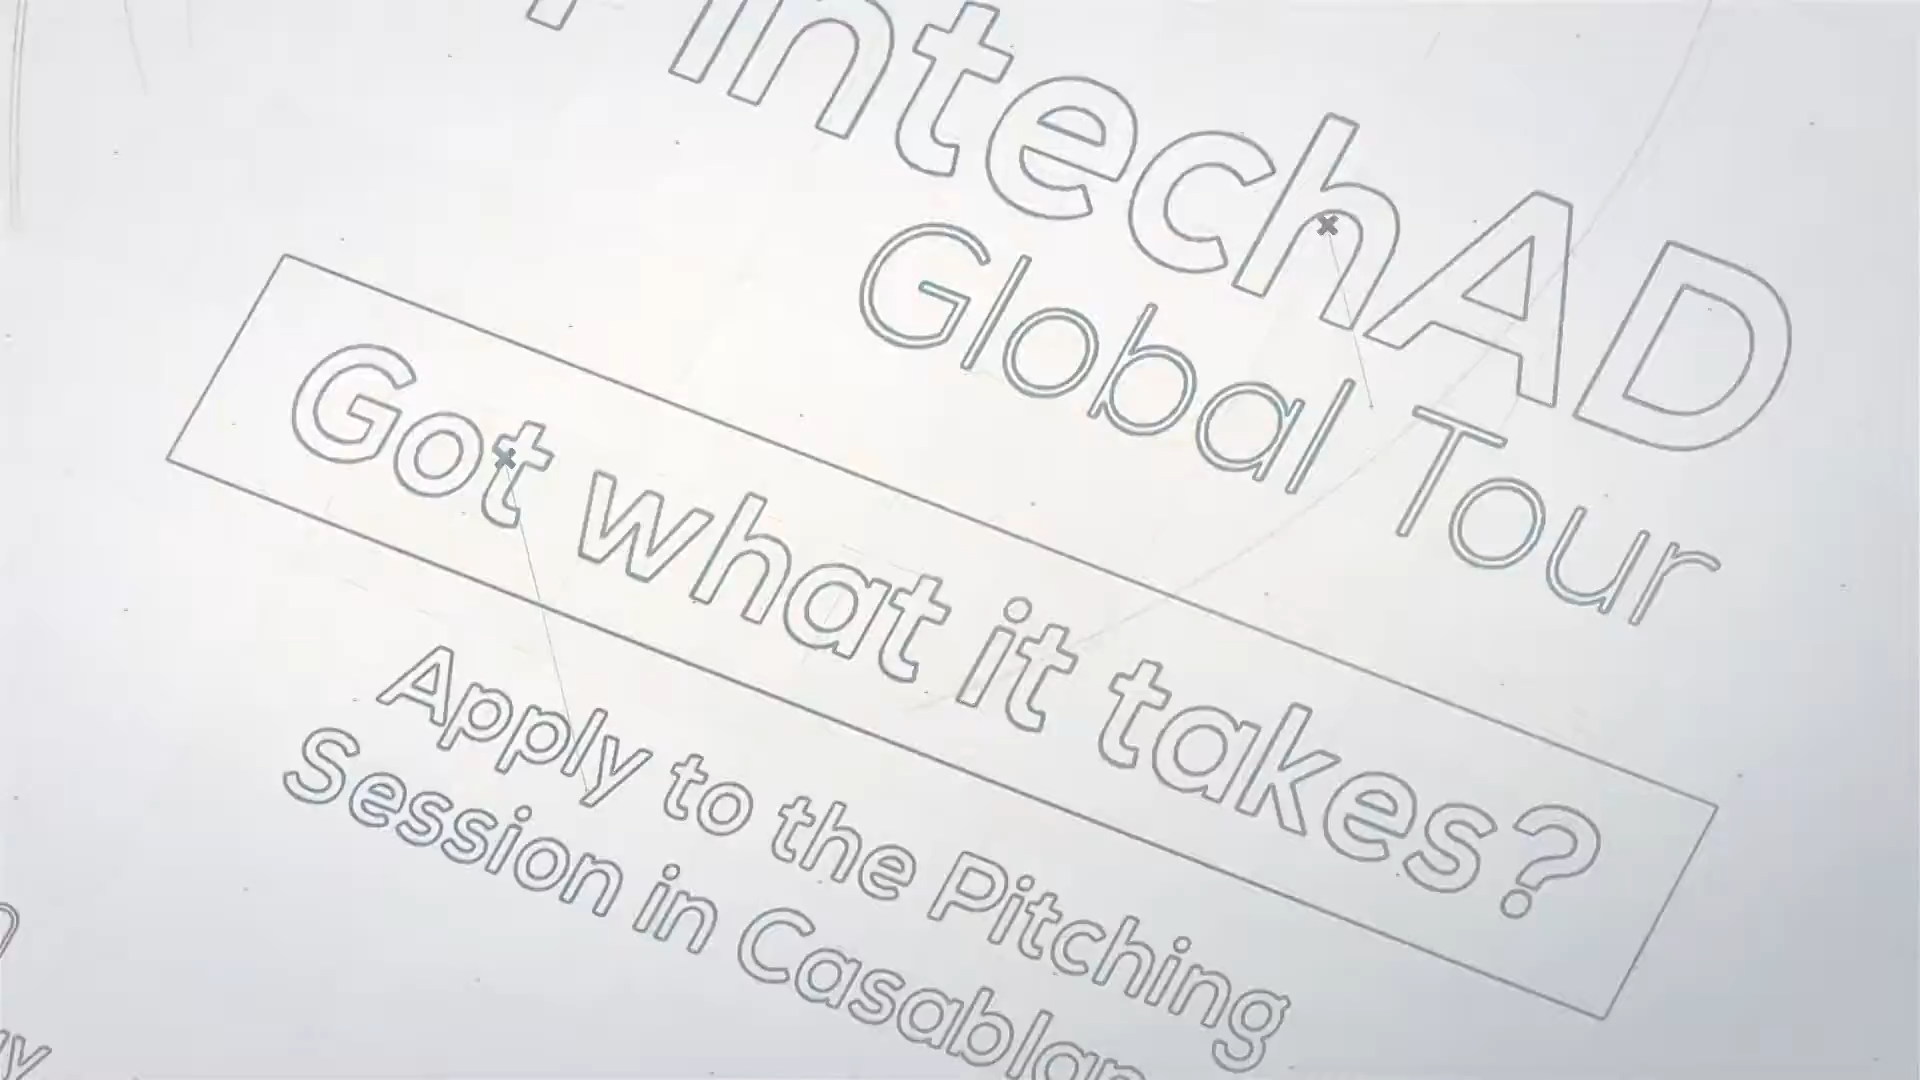 FintechAD
Global Tour
Got what it takes?
Apply to the Pitching
Session in Casablan